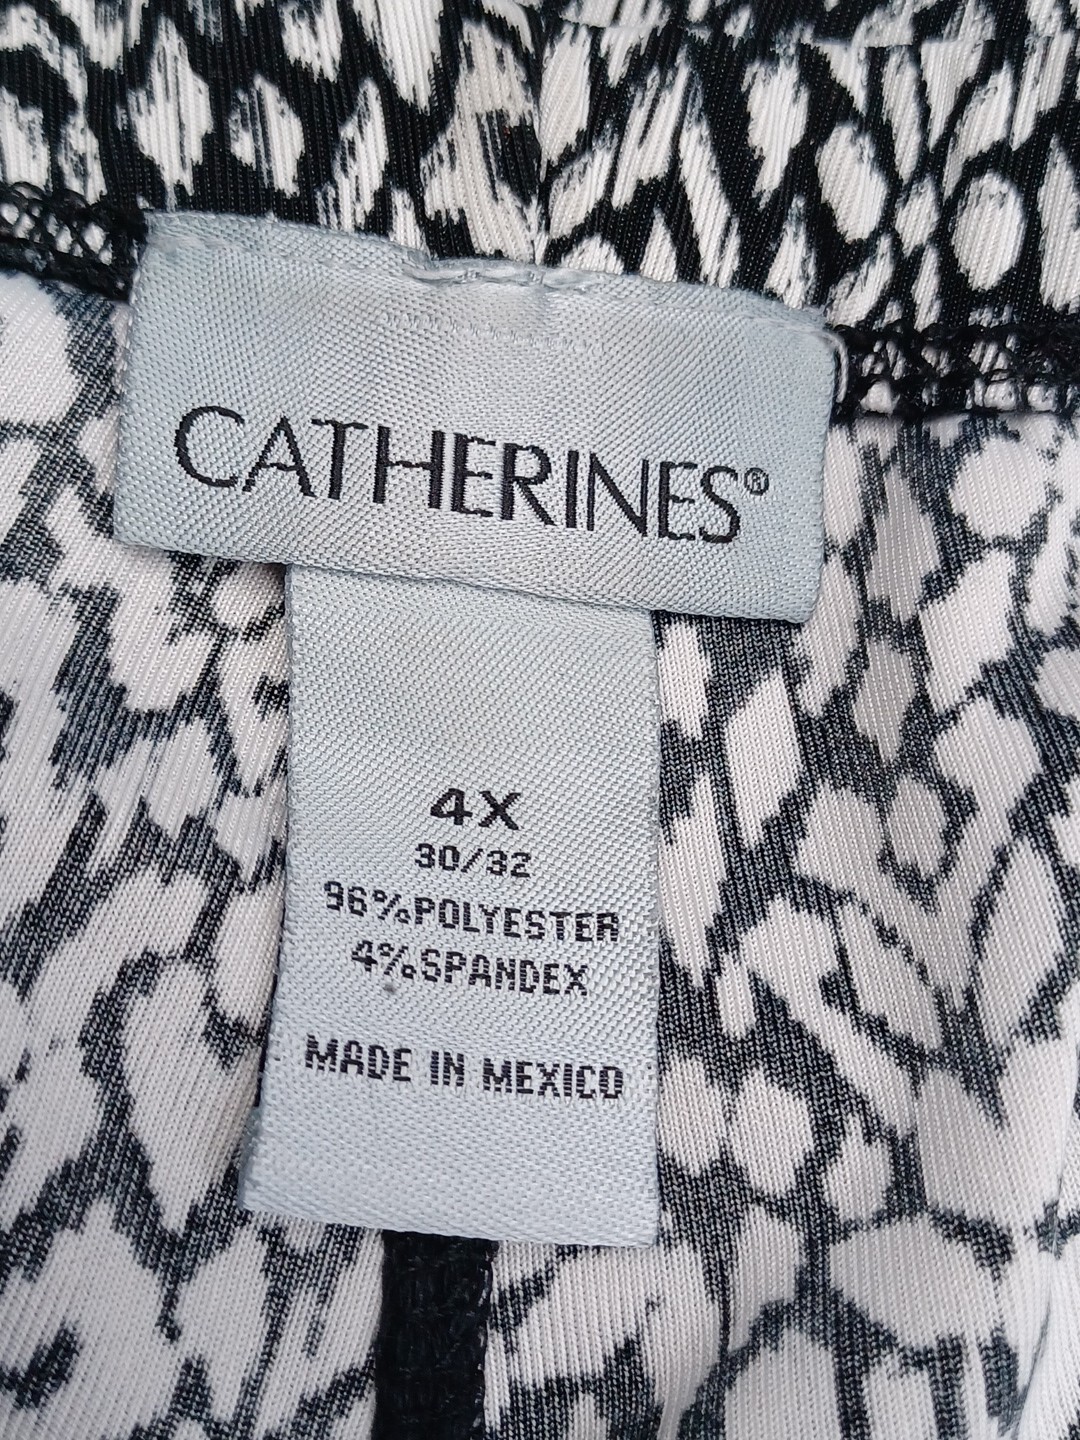 CATHERINES®
4X
30/32
96%POLYESTER
4%SPANDEX
MADE IN MEXICO